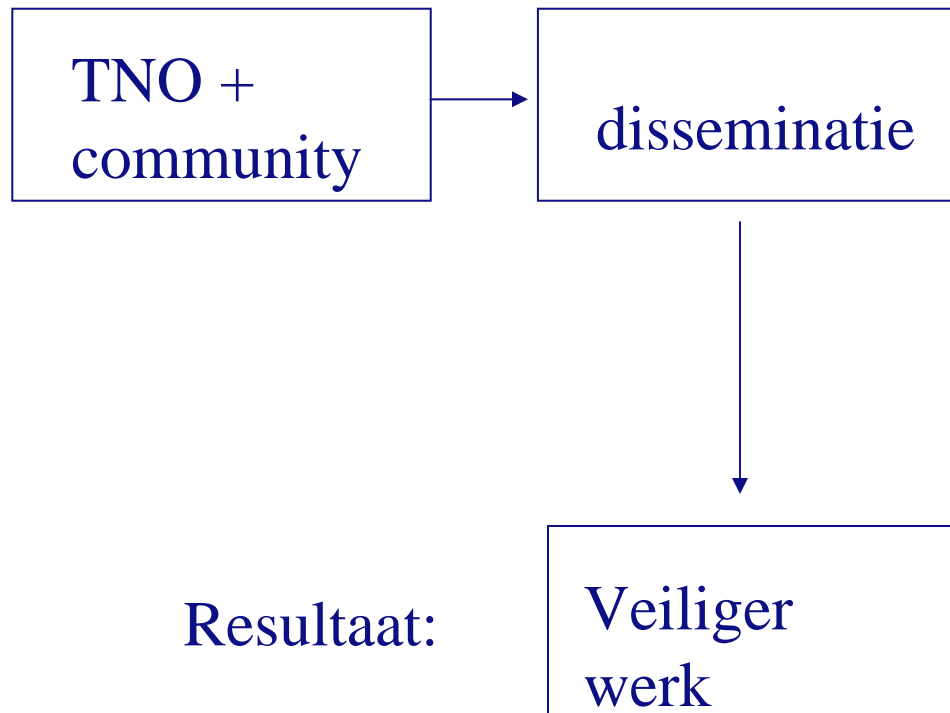 TNO +
community
disseminatie
Resultaat:
Veiliger
werk